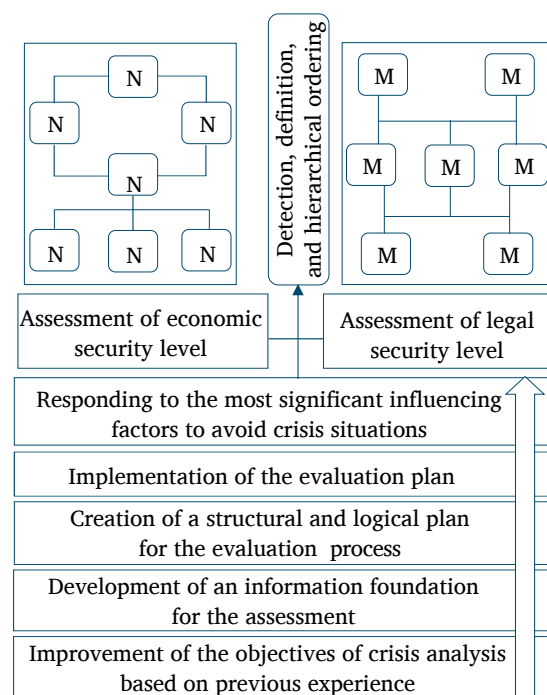 N
N
N
N
N
N
N
Detection, definition,
and hierarchical ordering
M
M
M
M
M
M
M
Assessment of economic
security level
Assessment of legal
security level
Responding to the most significant influencing
factors to avoid crisis situations
Implementation of the evaluation plan
Creation of a structural and logical plan
for the evaluation process
Development of an information foundation
for the assessment
Improvement of the objectives of crisis analysis
based on previous experience